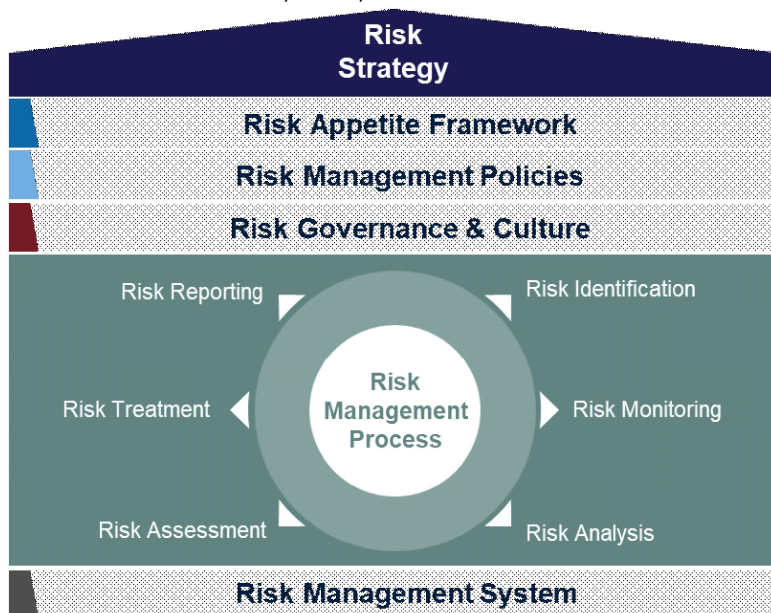 Risk
Strategy
Risk Appetite Framework
Risk Management Policies
Risk Governance & Culture
Risk Reporting
Risk Identification
Risk Treatment
Risk
Management
Process
Risk Monitoring
Risk Assessment
Risk Analysis
Risk Management System